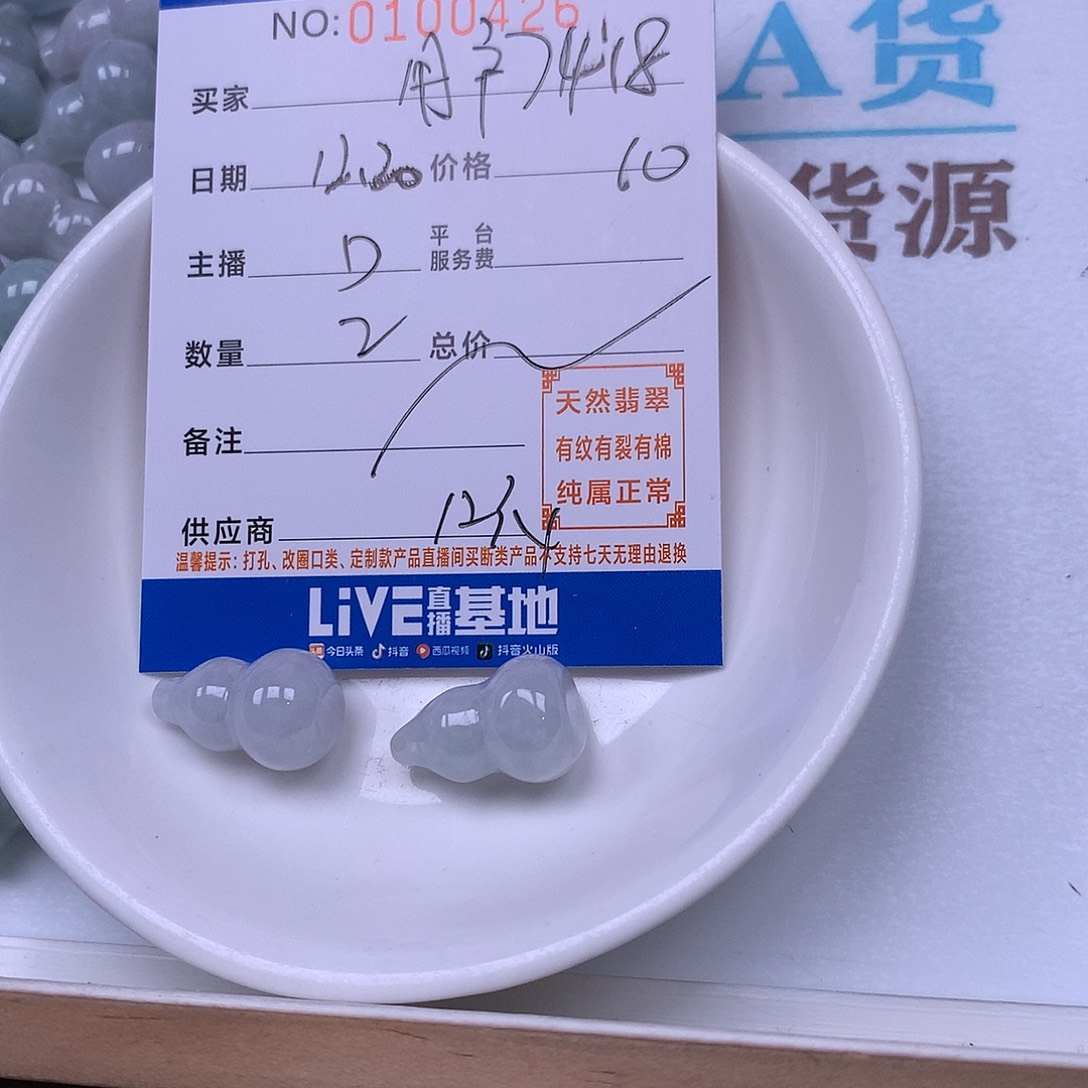 NO:0100426
买家 用户7418
日期 12.20 价格 10
主播 D 平台服务费
数量 2 总价
备注
天然翡翠
有纹有裂有棉
纯属正常
供应商
温馨提示：打孔、改圈口类、定制款产品直播间买断类产品不支持七天无理由退换
LiVE直播基地
今日头条 抖音 西瓜视频 抖音火山版
A货
货源